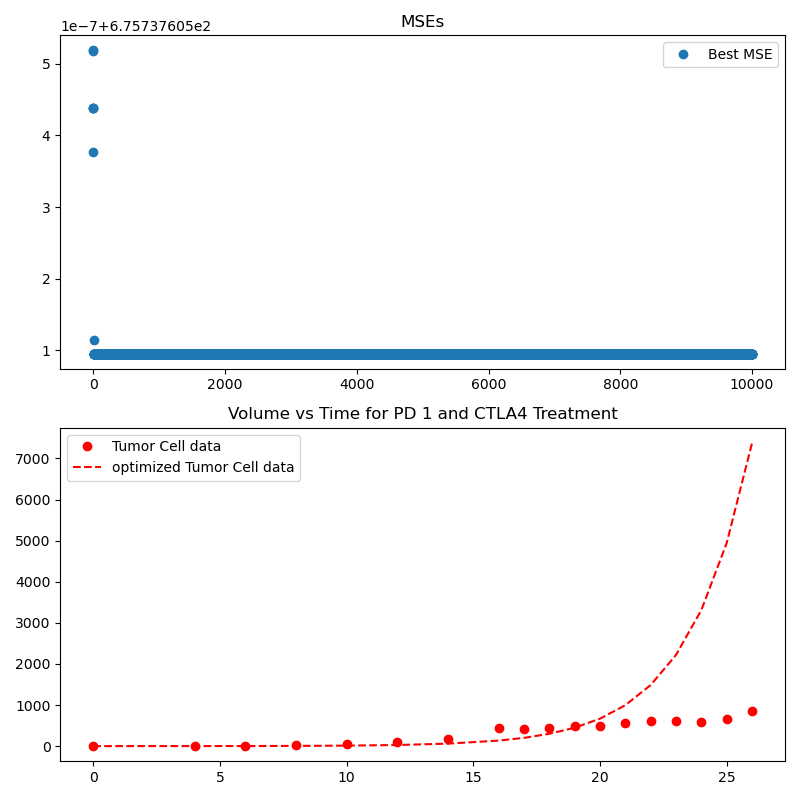 MSEs
1e−7+6.75737605e2
Best MSE
5
4
3
2
1
0 2000 4000 6000 8000 10000
Volume vs Time for PD 1 and CTLA4 Treatment
Tumor Cell data
optimized Tumor Cell data
7000
6000
5000
4000
3000
2000
1000
0
0 5 10 15 20 25